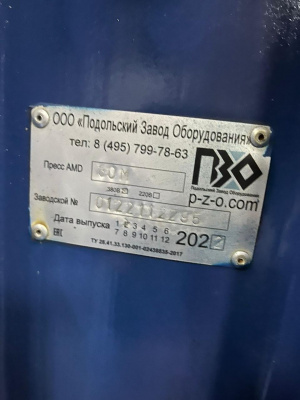 ООО «Подольский Завод Оборудования»
тел: 8 (495) 799-78-63
ПЗО
Подольский Завод Оборудования
p-z-o.com
Пресс AMD
380В 220В
Заводской №
Дата выпуска 1 2 3 4 5 6 2022
7 8 9 10 11 12
EAC
ТУ 28.41.33.130-001-02438835-2017